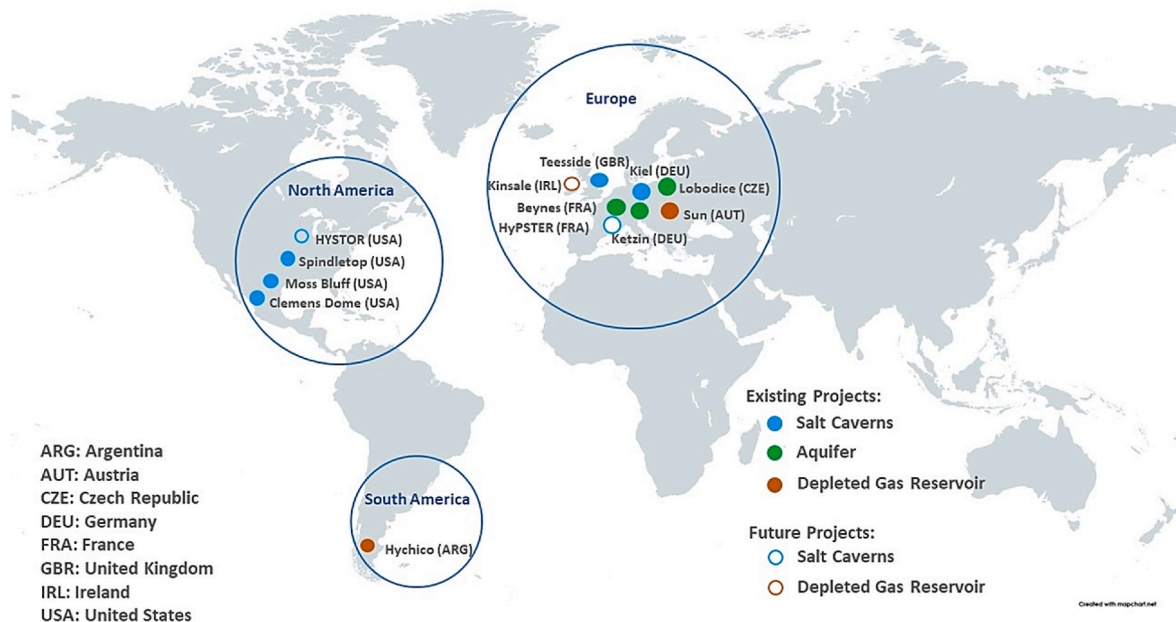 Europe
Teesside (GBR)
Kiel (DEU)
Kinsale (IRL)
Lobodice (CZE)
Beynes (FRA)
Sun (AUT)
HyPSTER (FRA)
Ketzin (DEU)
North America
HYSTOR (USA)
Spindletop (USA)
Moss Bluff (USA)
Clemens Dome (USA)
South America
Hychico (ARG)
ARG: Argentina
AUT: Austria
CZE: Czech Republic
DEU: Germany
FRA: France
GBR: United Kingdom
IRL: Ireland
USA: United States
Existing Projects:
Salt Caverns
Aquifer
Depleted Gas Reservoir
Future Projects:
Salt Caverns
Depleted Gas Reservoir
Created with mapchart.net